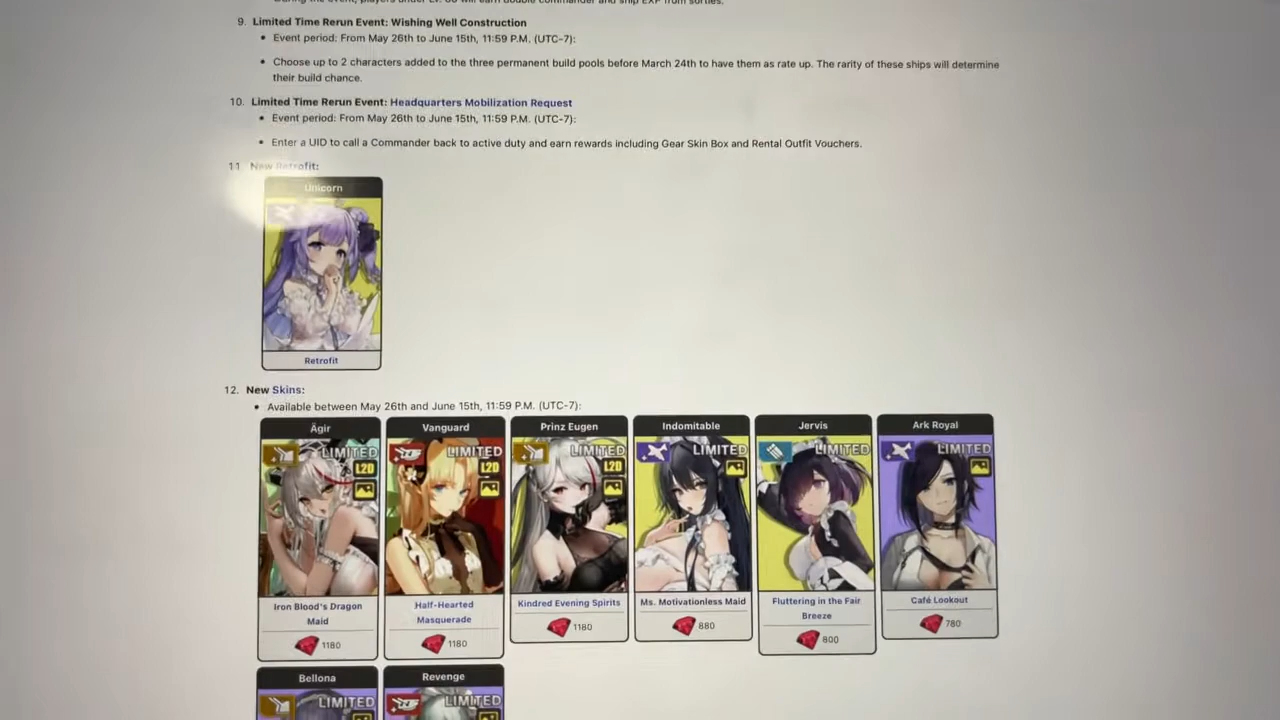 9. Limited Time Rerun Event: Wishing Well Construction
• Event period: From May 26th to June 15th, 11:59 P.M. (UTC-7):
• Choose up to 2 characters added to the three permanent build pools before March 24th to have them as rate up. The rarity of these ships will determine
their build chance.
10. Limited Time Rerun Event: Headquarters Mobilization Request
• Event period: From May 26th to June 15th, 11:59 P.M. (UTC-7):
• Enter a UID to call a Commander back to active duty and earn rewards including Gear Skin Box and Rental Outfit Vouchers.
11. New Retrofit:
Unicorn
Retrofit
12. New Skins:
• Available between May 26th and June 15th, 11:59 P.M. (UTC-7):
Ägir
LIMITED
L2D
Iron Blood's Dragon
Maid
1180
Vanguard
LIMITED
L2D
Half-Hearted
Masquerade
1180
Prinz Eugen
LIMITED
L2D
Kindred Evening Spirits
1180
Indomitable
LIMITED
Ms. Motivationless Maid
880
Jervis
LIMITED
Fluttering in the Fair
Breeze
800
Ark Royal
LIMITED
Café Lookout
780
Bellona
LIMITED
Revenge
LIMITED